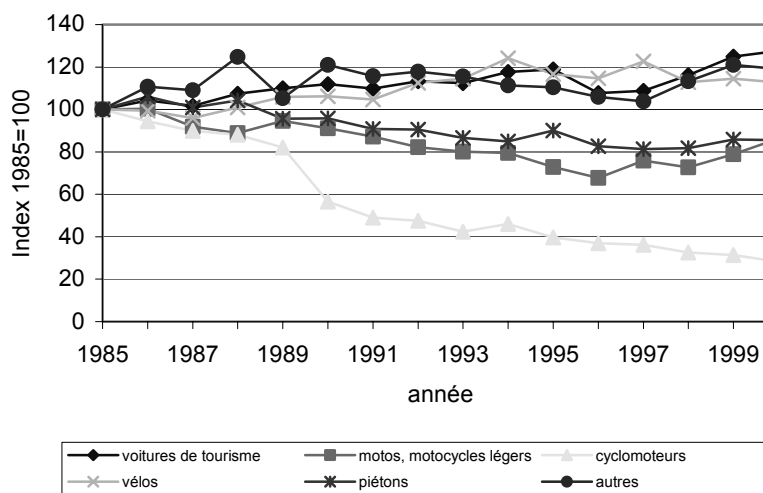 140
120
100
80
60
40
20
0
Index 1985=100
1985 1987 1989 1991 1993 1995 1997 1999
année
voitures de tourisme motos, motocycles légers cyclomoteurs
vélos piétons autres